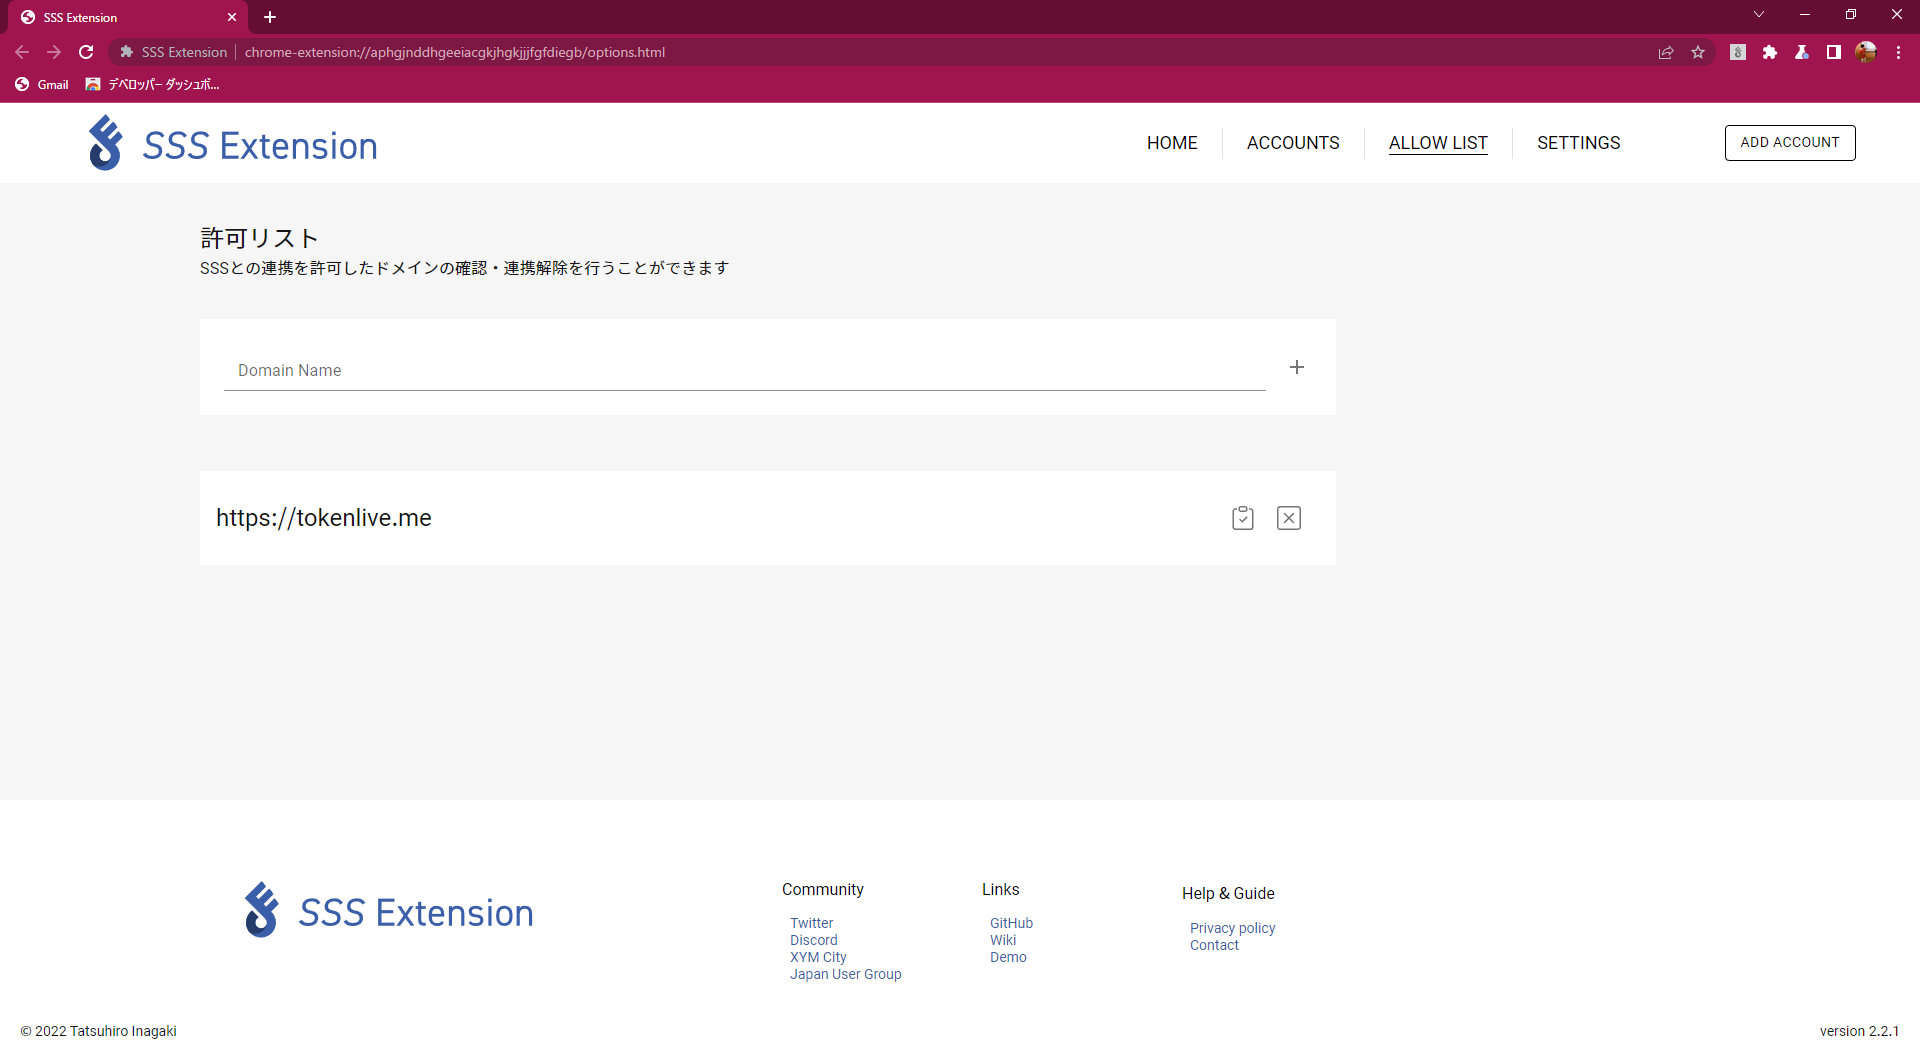 SSS Extension
SSS Extension
chrome-extension://aphgjnddhgeeiacgkjhgkjjjfgfdiegb/options.html
Gmail
デベロッパー ダッシュボ...
SSS Extension
HOME
ACCOUNTS
ALLOW LIST
SETTINGS
ADD ACCOUNT
許可リスト
SSSとの連携を許可したドメインの確認・連携解除を行うことができます
Domain Name
https://tokenlive.me
SSS Extension
Community
Twitter
Discord
XYM City
Japan User Group
Links
GitHub
Wiki
Demo
Help & Guide
Privacy policy
Contact
© 2022 Tatsuhiro Inagaki
version 2.2.1